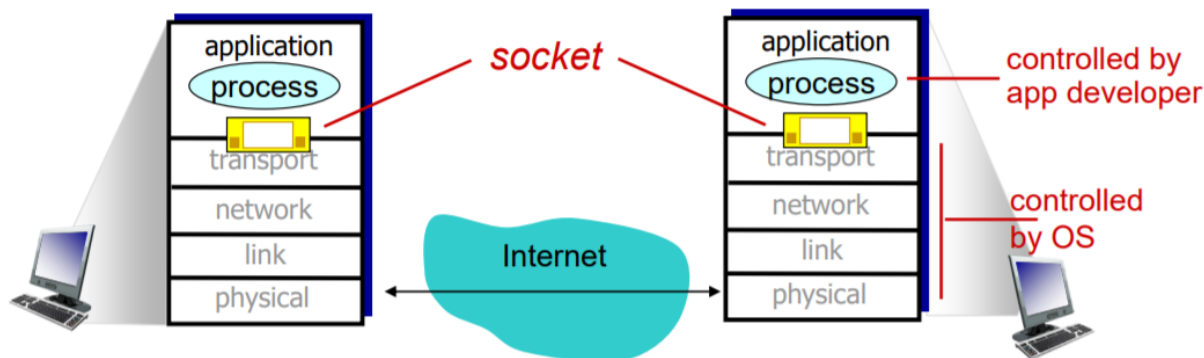 application
process
transport
network
link
physical
socket
Internet
application
process
transport
network
link
physical
controlled by
app developer
controlled
by OS